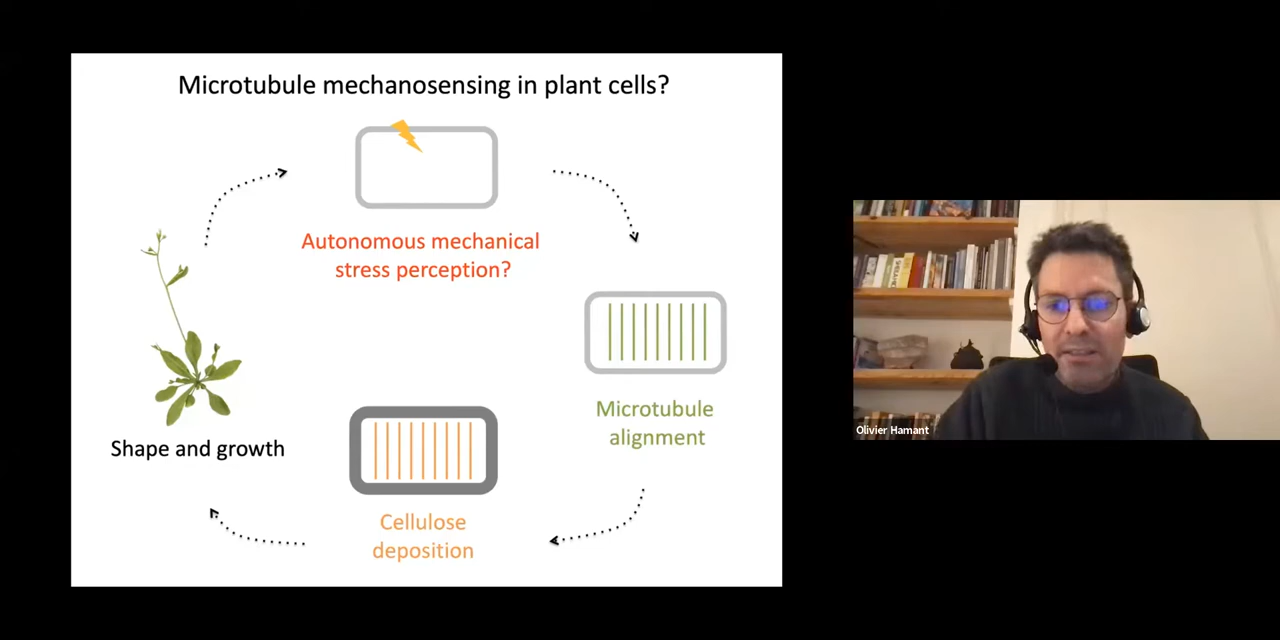 Microtubule mechanosensing in plant cells?
Autonomous mechanical
stress perception?
Microtubule
alignment
Shape and growth
Cellulose
deposition
Olivier Hamant